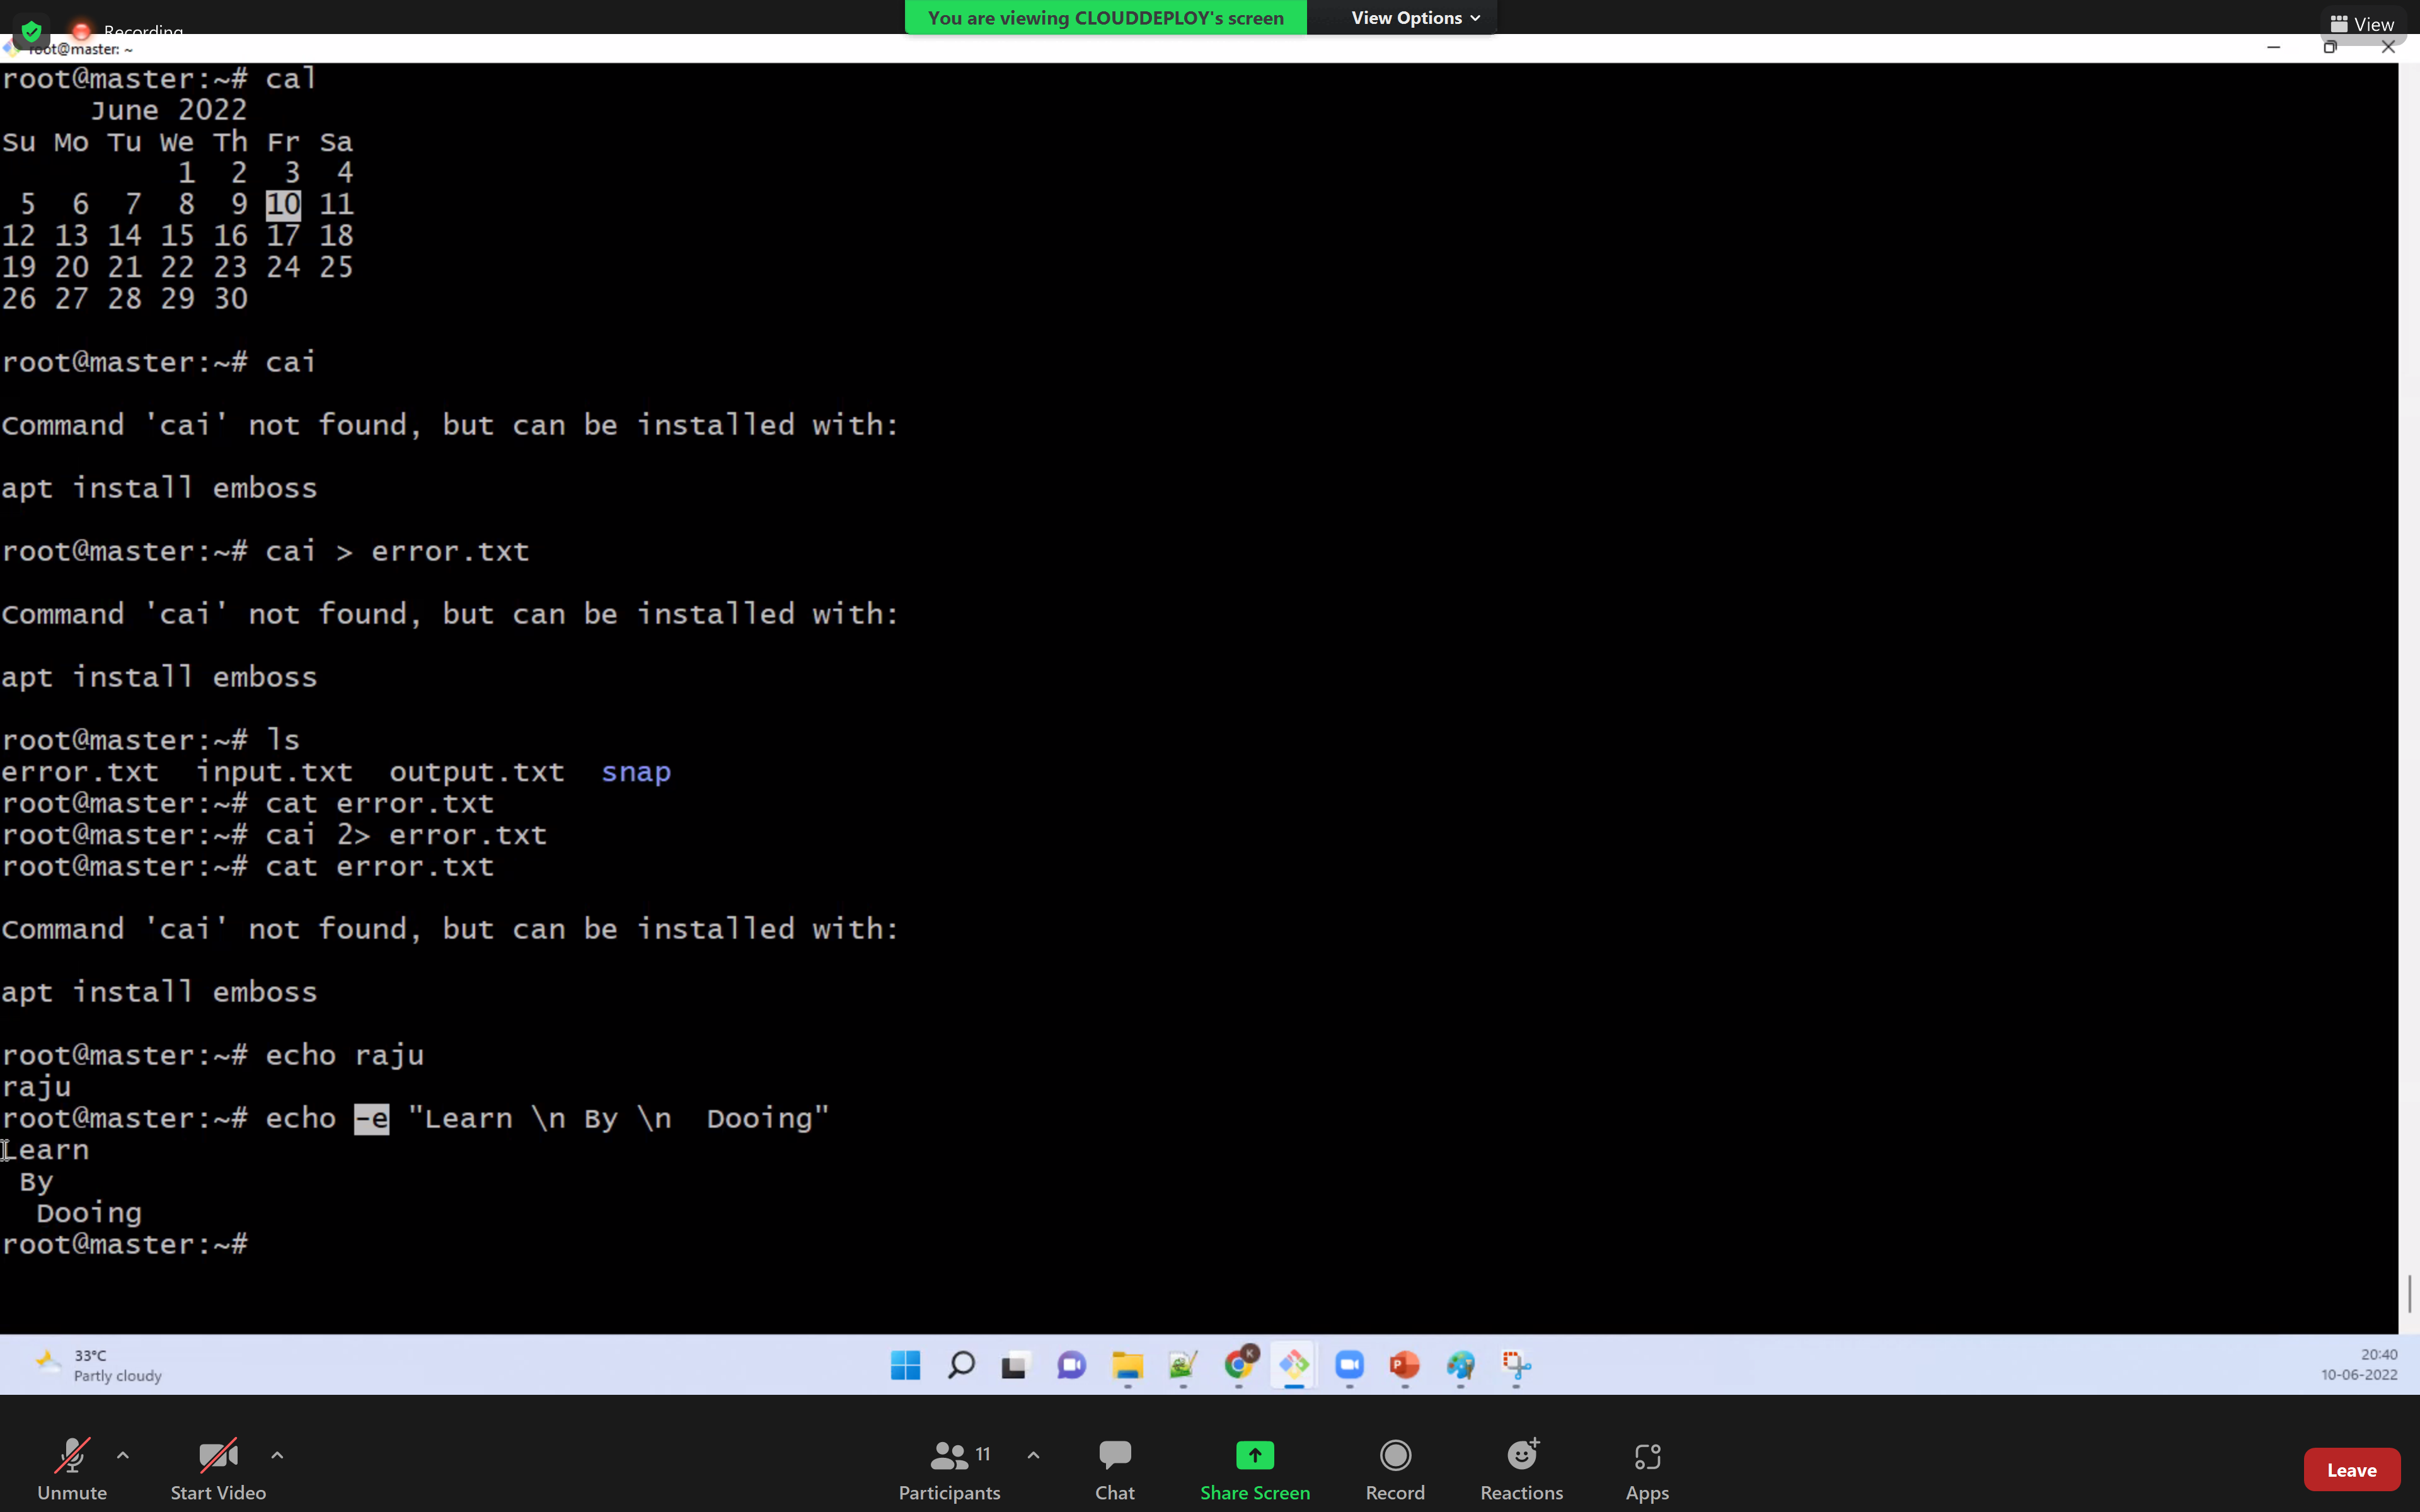 Recording
You are viewing CLOUDDEPLOY's screen
View Options
View
root@master: ~
root@master:~# cal
     June 2022
Su Mo Tu We Th Fr Sa
          1  2  3  4
 5  6  7  8  9 10 11
12 13 14 15 16 17 18
19 20 21 22 23 24 25
26 27 28 29 30
root@master:~# cai
Command 'cai' not found, but can be installed with:
apt install emboss
root@master:~# cai > error.txt
Command 'cai' not found, but can be installed with:
apt install emboss
root@master:~# ls
error.txt  input.txt  output.txt  snap
root@master:~# cat error.txt
root@master:~# cai 2> error.txt
root@master:~# cat error.txt
Command 'cai' not found, but can be installed with:
apt install emboss
root@master:~# echo raju
raju
root@master:~# echo -e "Learn \n By \n  Dooing"
Learn
 By
  Dooing
root@master:~#
33°C
Partly cloudy
K
P
20:40
10-06-2022
11
Unmute
Start Video
Participants
Chat
Share Screen
Record
Reactions
Apps
Leave